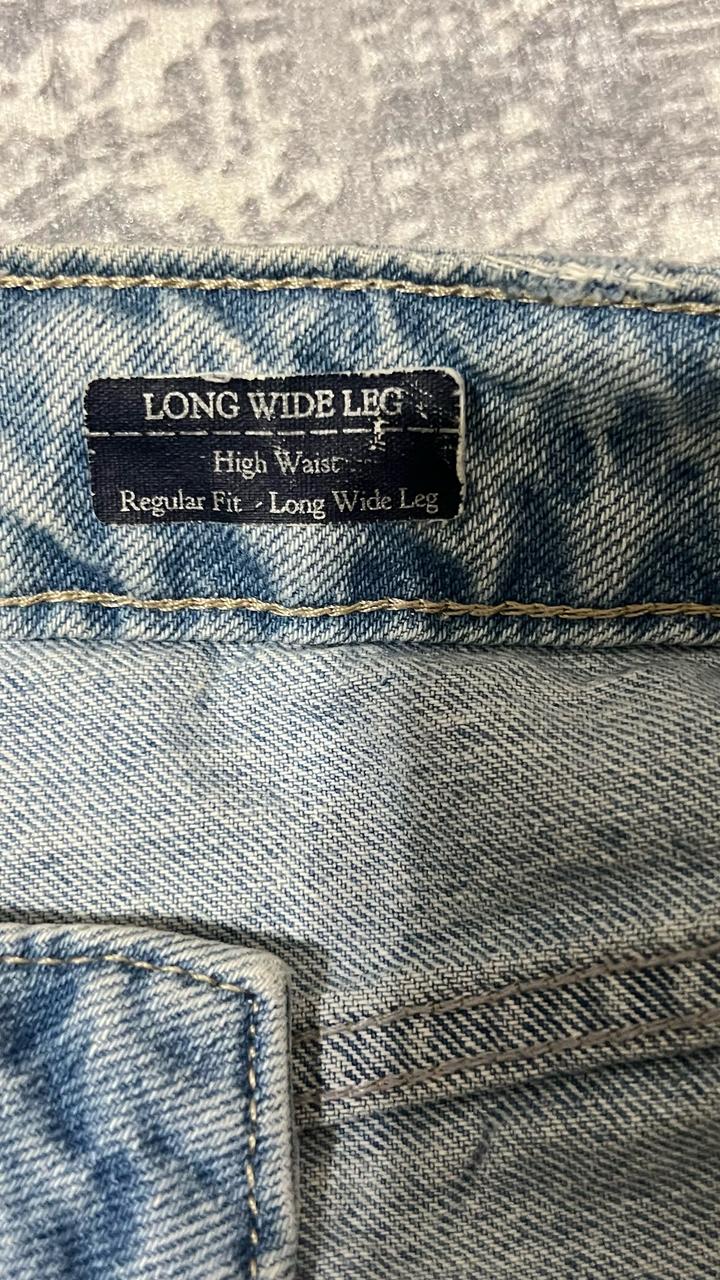 LONG WIDE LEG
High Waist
Regular Fit - Long Wide Leg